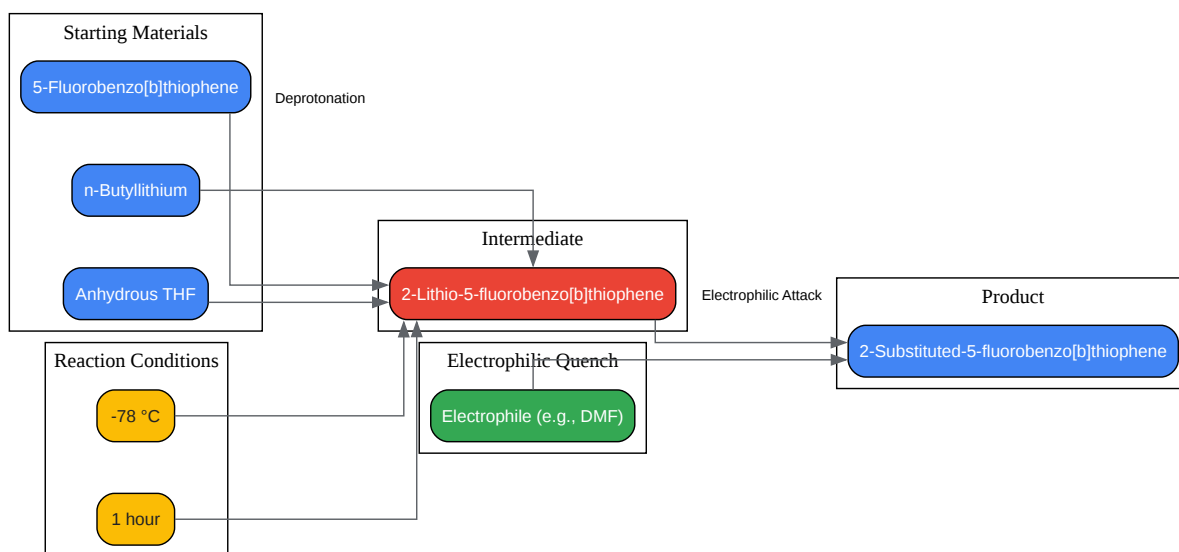 Starting Materials
5-Fluorobenzo[b]thiophene
Deprotonation
n-Butyllithium
Anhydrous THF
Reaction Conditions
-78 °C
1 hour
Intermediate
2-Lithio-5-fluorobenzo[b]thiophene
Electrophilic Attack
Electrophilic Quench
Electrophile (e.g., DMF)
Product
2-Substituted-5-fluorobenzo[b]thiophene